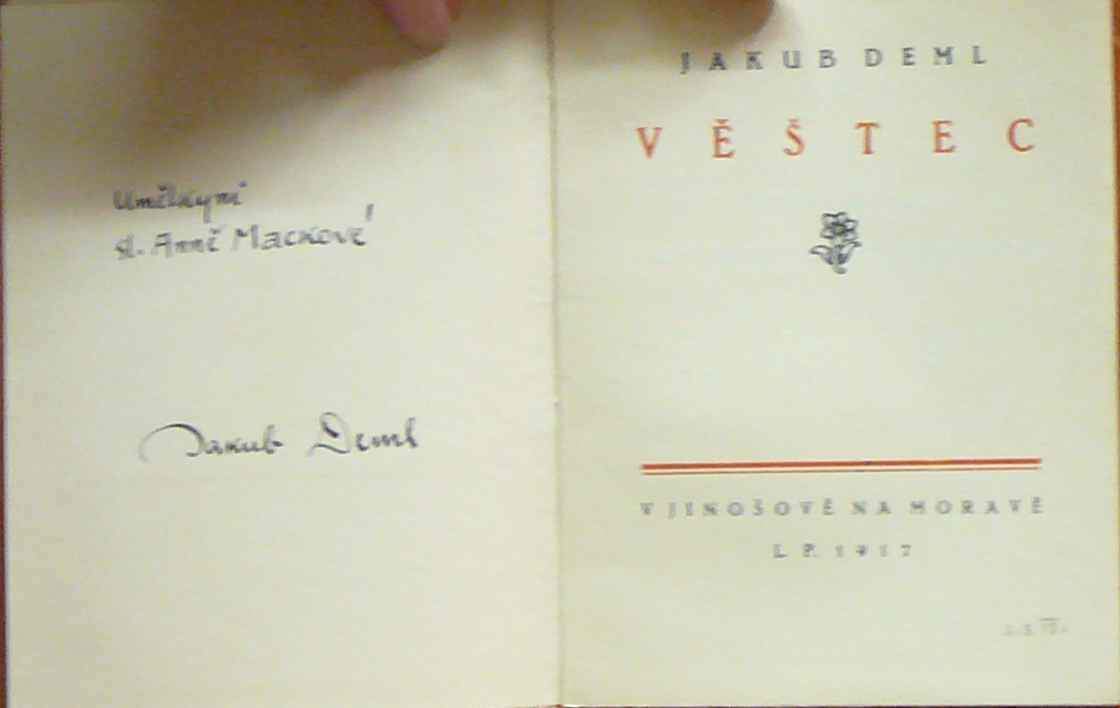 Umělkyni
sl. Anně Mackové
Jakub Deml
JAKUB DEML
VĚŠTEC
V JINOŠOVĚ NA MORAVĚ
L. P. 1917